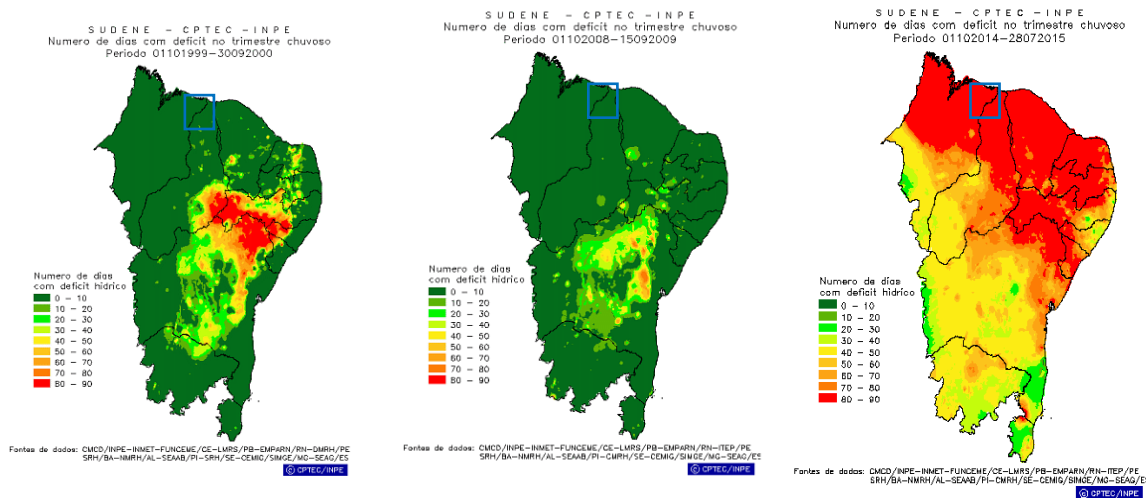 SUDENE - CPTEC - INPE
Numero de dias com deficit no trimestre chuvoso
Periodo 01101999-30092000
Numero de dias
com deficit hidrico
0 - 10
10 - 20
20 - 30
30 - 40
40 - 50
50 - 60
60 - 70
70 - 80
80 - 90
Fontes de dados: CMCD/INPE-INMET-FUNCEME/CE-LMRS/PB-EMPARN/RN-DMRH/PE
SRH/BA-NMRH/AL-SEAAB/PI-SRH/SE-CEMIG/SIMGE/MG-SEAG/ES
© CPTEC/INPE
SUDENE - CPTEC - INPE
Numero de dias com deficit no trimestre chuvoso
Periodo 01102008-15092009
Numero de dias
com deficit hidrico
0 - 10
10 - 20
20 - 30
30 - 40
40 - 50
50 - 60
60 - 70
70 - 80
80 - 90
Fontes de dados: CMCD/INPE-INMET-FUNCEME/CE-LMRS/PB-EMPARN/RN-ITEP/PE
SRH/BA-NMRH/AL-SEAAB/PI-CMRH/SE-CEMIG/SIMGE/MG-SEAG/ES
© CPTEC/INPE
SUDENE - CPTEC - INPE
Numero de dias com deficit no trimestre chuvoso
Periodo 01102014-28072015
Numero de dias
com deficit hidrico
0 - 10
10 - 20
20 - 30
30 - 40
40 - 50
50 - 60
60 - 70
70 - 80
80 - 90
Fontes de dados: CMCD/INPE-INMET-FUNCEME/CE-LMRS/PB-EMPARN/RN-ITEP/PE
SRH/BA-NMRH/AL-SEAAB/PI-CMRH/SE-CEMIG/SIMGE/MG-SEAG/ES
© CPTEC/INPE